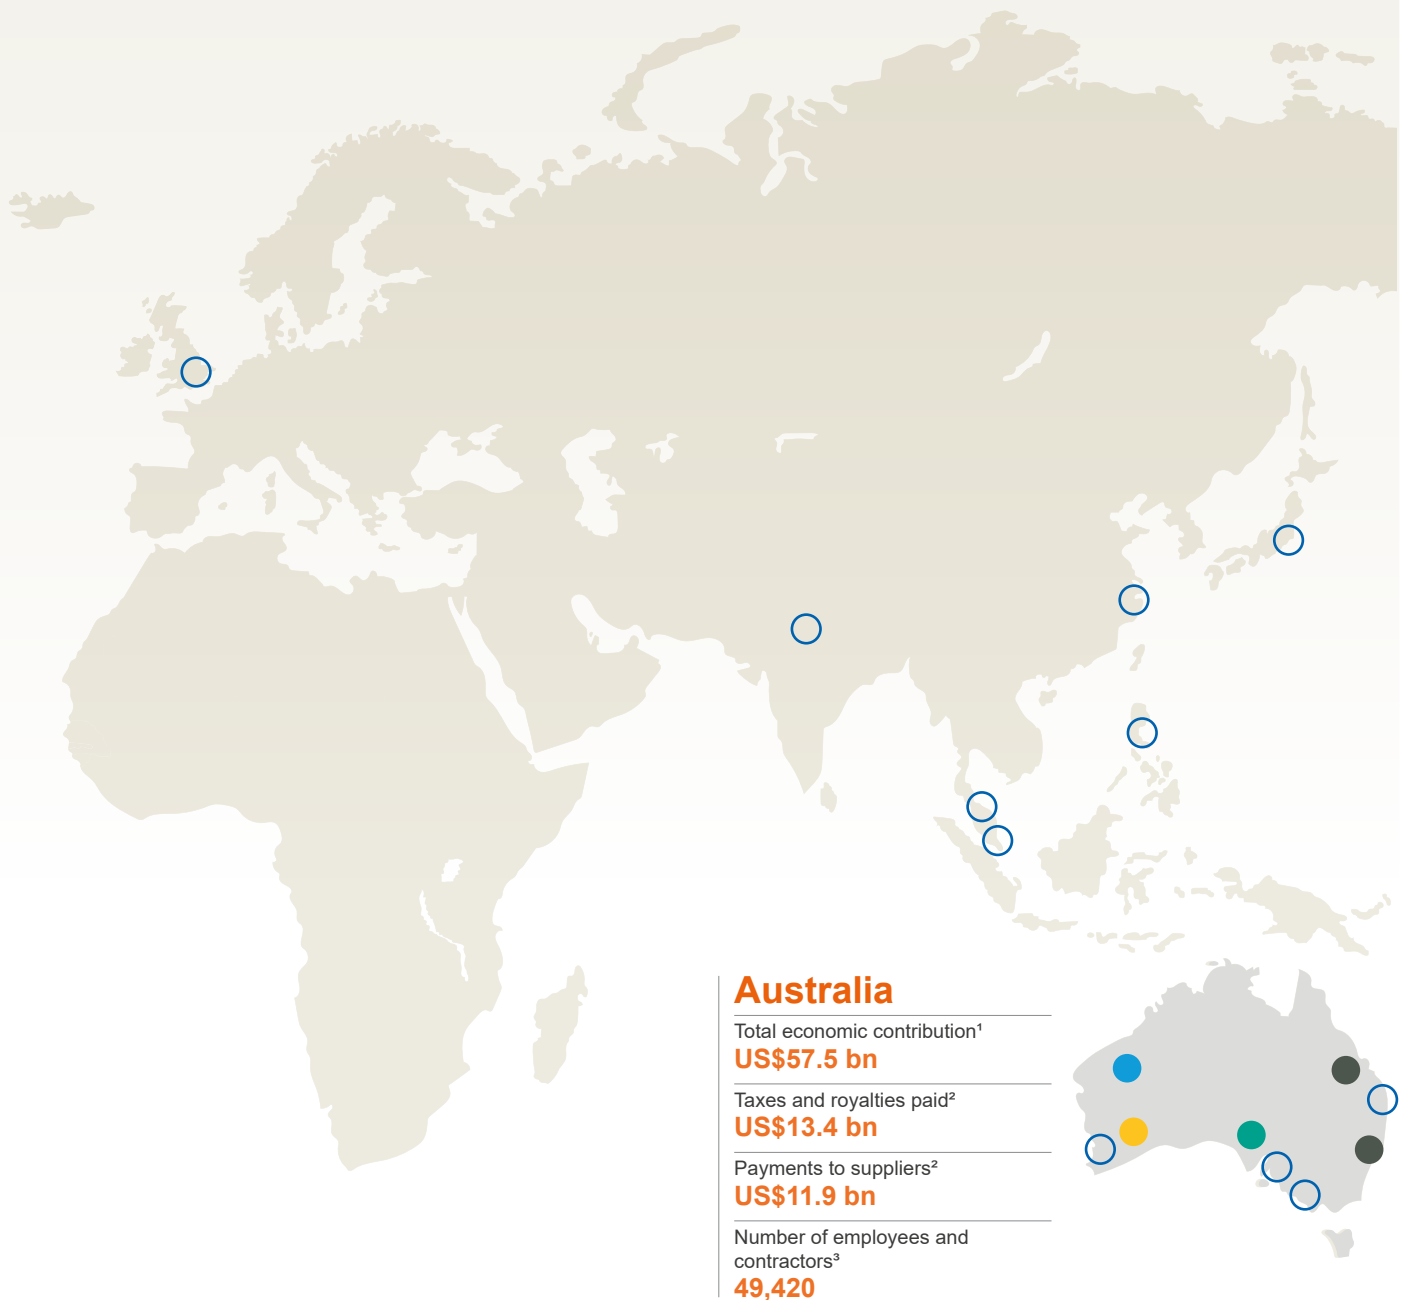 Australia
Total economic contribution¹
US$57.5 bn
Taxes and royalties paid²
US$13.4 bn
Payments to suppliers²
US$11.9 bn
Number of employees and
contractors³
49,420